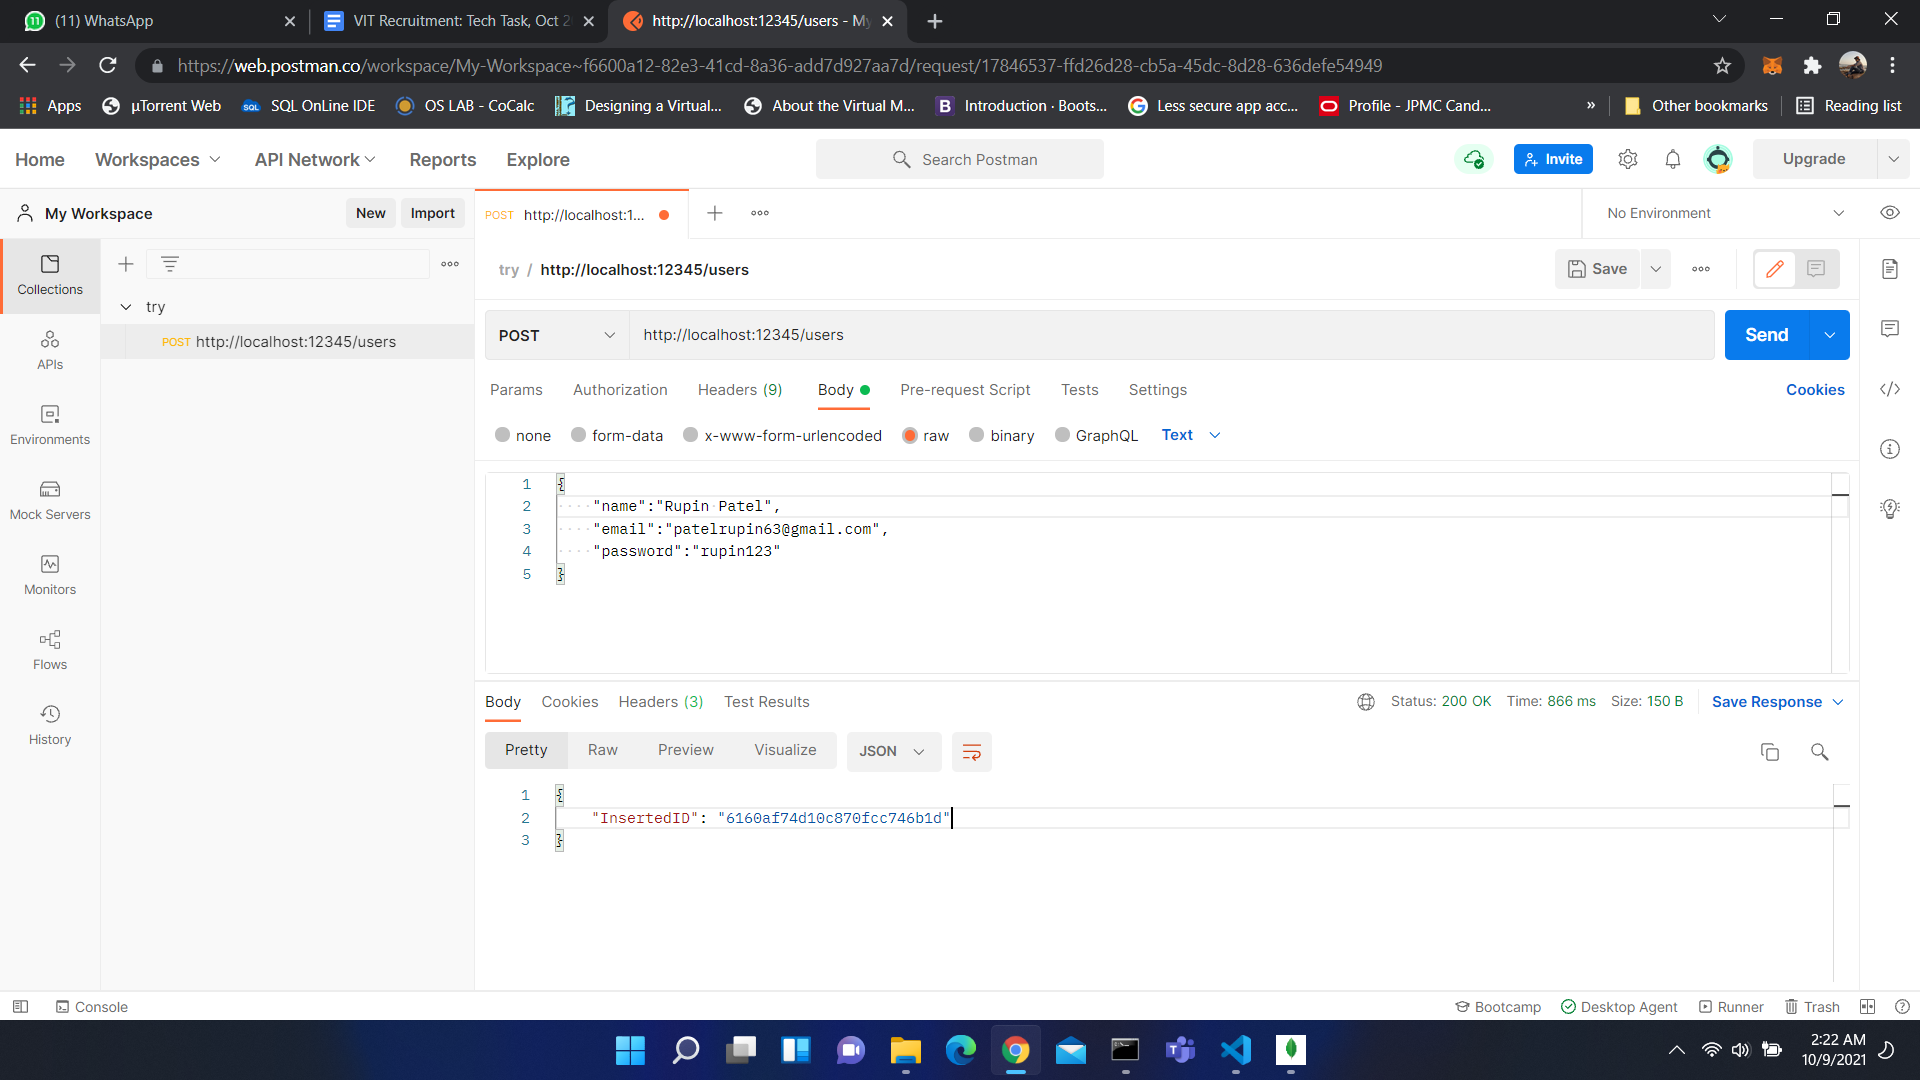 (11) WhatsApp
VIT Recruitment: Tech Task, Oct 2
http://localhost:12345/users - My
https://web.postman.co/workspace/My-Workspace~f6600a12-82e3-41cd-8a36-add7d927aa7d/request/17846537-ffd26d28-cb5a-45dc-8d28-636defe54949
Apps µTorrent Web SQL OnLine IDE OS LAB - CoCalc Designing a Virtual... About the Virtual M... Introduction · Boots... Less secure app acc... Profile - JPMC Cand... » Other bookmarks Reading list
Home Workspaces API Network Reports Explore Search Postman Invite Upgrade
My Workspace New Import POST http://localhost:1... No Environment
try / http://localhost:12345/users Save
Collections
try
POST http://localhost:12345/users
POST http://localhost:12345/users Send
APIs
Params Authorization Headers (9) Body Pre-request Script Tests Settings Cookies
Environments
none form-data x-www-form-urlencoded raw binary GraphQL Text
1 {
2 "name":"Rupin Patel",
3 "email":"patelrupin63@gmail.com",
4 "password":"rupin123"
5 }
Mock Servers
Monitors
Flows
History
Body Cookies Headers (3) Test Results Status: 200 OK Time: 866 ms Size: 150 B Save Response
Pretty Raw Preview Visualize JSON
1 {
2 "InsertedID": "6160af74d10c870fcc746b1d"
3 }
Console Bootcamp Desktop Agent Runner Trash
2:22 AM
10/9/2021